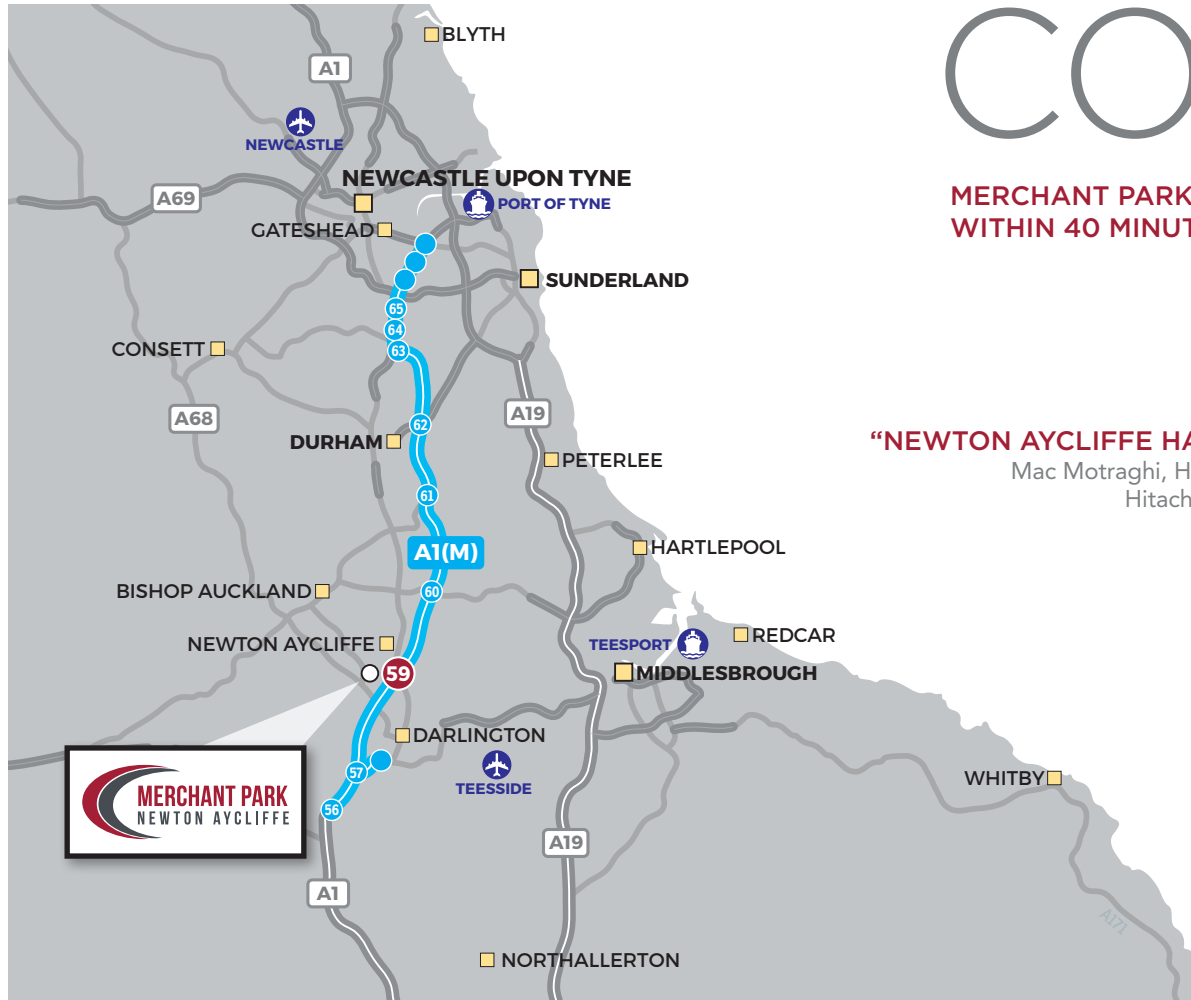 BLYTH
A1
NEWCASTLE
NEWCASTLE UPON TYNE
A69
PORT OF TYNE
GATESHEAD
SUNDERLAND
65
64
63
CONSETT
A68
A19
62
DURHAM
PETERLEE
61
A1(M)
HARTLEPOOL
60
BISHOP AUCKLAND
NEWTON AYCLIFFE
TEESPORT
REDCAR
59
MIDDLESBROUGH
DARLINGTON
57
TEESSIDE
WHITBY
56
MERCHANT PARK
NEWTON AYCLIFFE
A19
A1
A171
NORTHALLERTON
CO
MERCHANT PARK
WITHIN 40 MINUT
“NEWTON AYCLIFFE HA
Mac Motraghi, H
Hitach